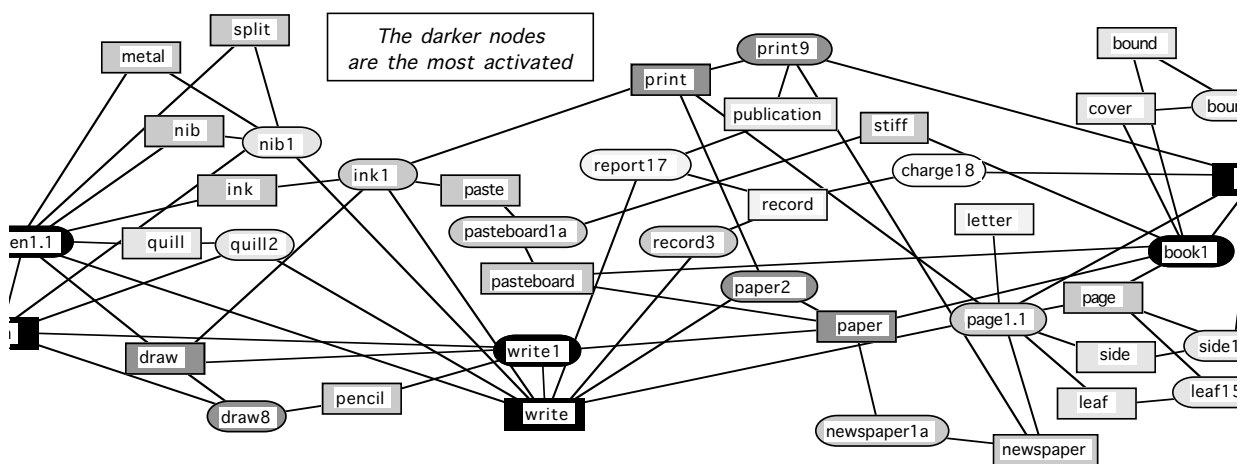 split
The darker nodes
are the most activated
metal
print9
bound
print
publication
cover
nib
nib1
stiff
ink
ink1
paste
report17
charge18
record
letter
en1.1
quill
quill2
pasteboard1a
record3
book1
pasteboard
paper2
page
paper
page1.1
draw
write1
side
side1
pencil
write
leaf
leaf15
draw8
newspaper1a
newspaper